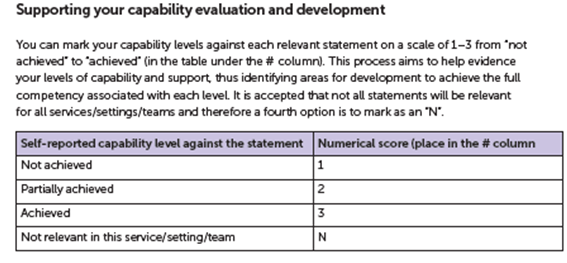 Supporting your capability evaluation and development
You can mark your capability levels against each relevant statement on a scale of 1–3 from "not
achieved" to "achieved" (in the table under the # column). This process aims to help evidence
your levels of capability and support, thus identifying areas for development to achieve the full
competency associated with each level. It is accepted that not all statements will be relevant
for all services/settings/teams and therefore a fourth option is to mark as an "N".
Self-reported capability level against the statement Numerical score (place in the # column
Not achieved 1
Partially achieved 2
Achieved 3
Not relevant in this service/setting/team N